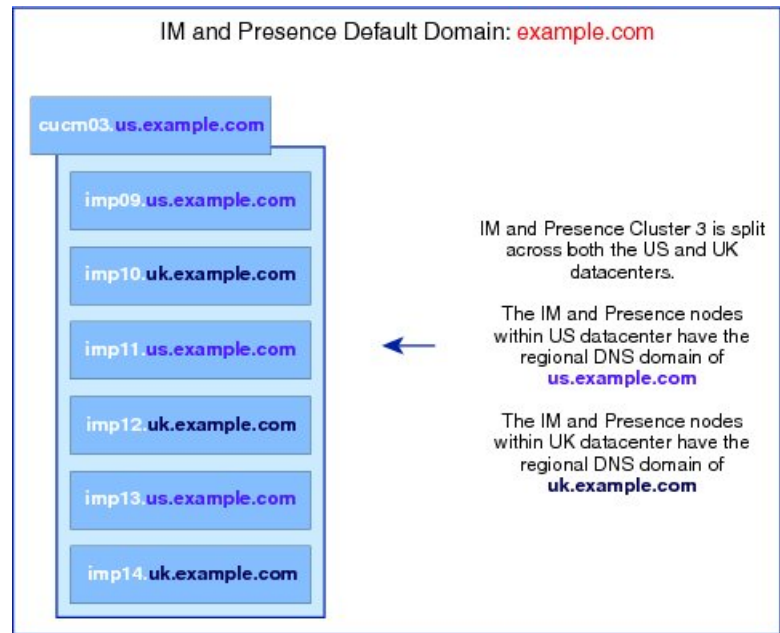 IM and Presence Default Domain: example.com
cucm03.us.example.com
imp09.us.example.com
imp10.uk.example.com
imp11.us.example.com
imp12.uk.example.com
imp13.us.example.com
imp14.uk.example.com
IM and Presence Cluster 3 is split
across both the US and UK
datacenters.
The IM and Presence nodes
within US datacenter have the
regional DNS domain of
us.example.com
The IM and Presence nodes
within UK datacenter have the
regional DNS domain of
uk.example.com